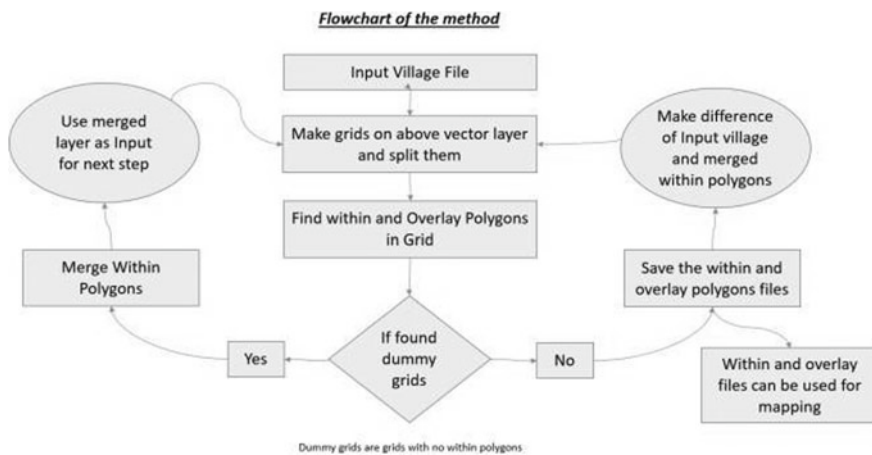 Flowchart of the method
Input Village File
Use merged
layer as Input
for next step
Make grids on above vector layer
and split them
Make difference
of Input village
and merged
within polygons
Find within and Overlay Polygons
in Grid
Merge Within
Polygons
Save the within and
overlay polygons files
If found
dummy
grids
Yes
No
Within and overlay
files can be used for
mapping
Dummy grids are grids with no within polygons